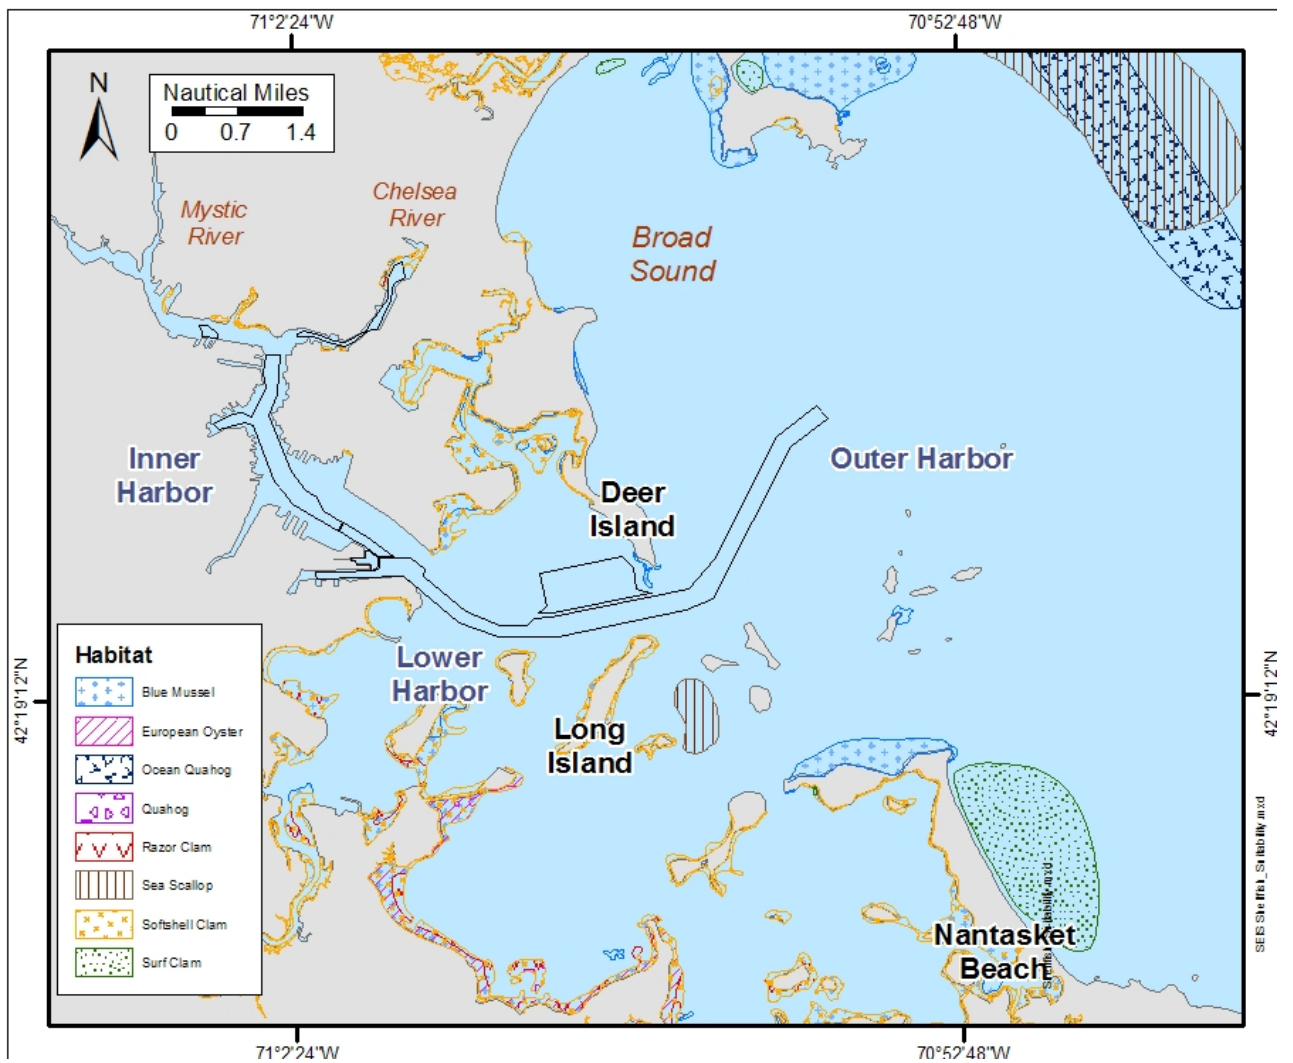 71°2'24"W
70°52'48"W
N
Nautical Miles
0 0.7 1.4
Mystic
River
Chelsea
River
Broad
Sound
Inner
Harbor
Outer Harbor
Deer
Island
Lower
Harbor
Long
Island
Nantasket
Beach
42°19'12"N
42°19'12"N
Habitat
Blue Mussel
European Oyster
Ocean Quahog
Quahog
Razor Clam
Sea Scallop
Softshell Clam
Surf Clam
SEIS Shellfish_Suitability.mxd
71°2'24"W
70°52'48"W